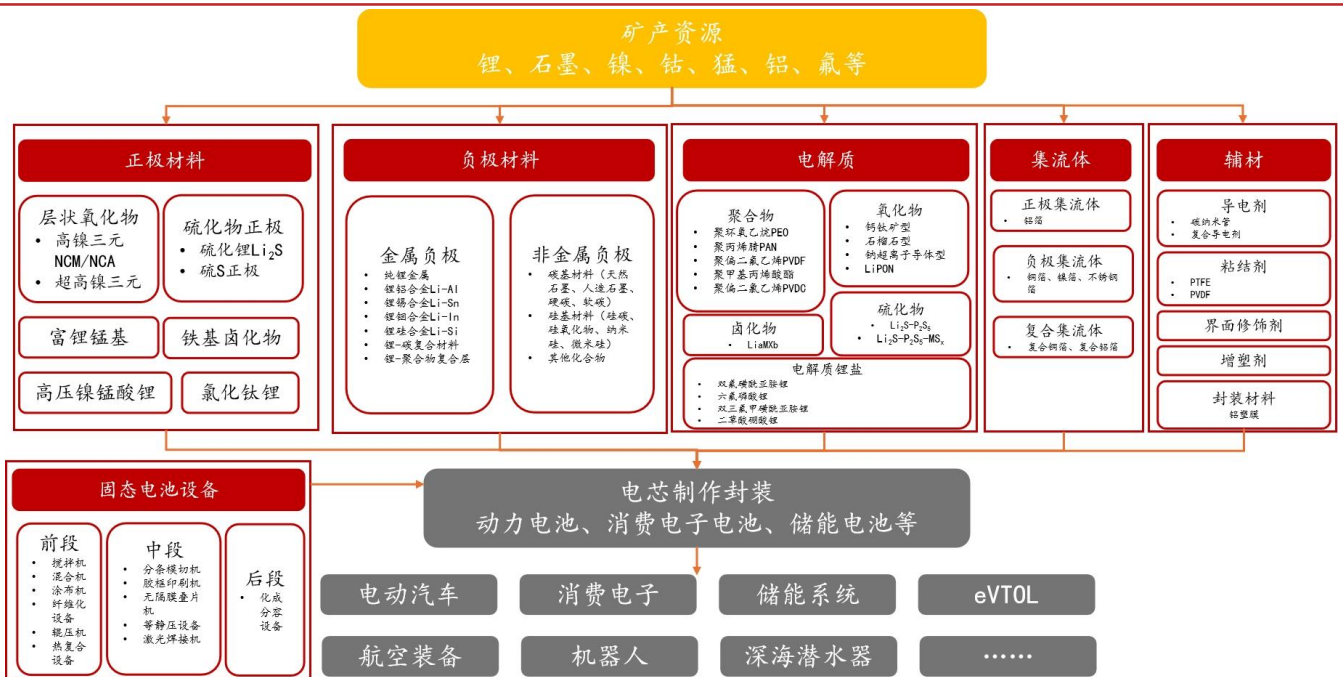 矿产资源
锂、石墨、镍、钴、猛、铝、氟等
正极材料
层状氧化物
• 高镍三元
NCM/NCA
• 超高镍三元
硫化物正极
• 硫化锂Li₂S
• 硫S正极
富锂锰基
铁基卤化物
高压镍锰酸锂
氯化钛锂
负极材料
金属负极
• 纯锂金属
• 锂铝合金Li-Al
• 锂锡合金Li-Sn
• 锂铟合金Li-In
• 锂硅合金Li-Si
• 锂-碳复合材料
• 锂-聚合物复合层
非金属负极
• 碳基材料（天然
石墨、人造石墨、
硬碳、软碳）
• 硅基材料（硅碳、
硅氧化物、纳米
硅、微米硅）
• 其他化合物
电解质
聚合物
• 聚环氧乙烷PEO
• 聚丙烯腈PAN
• 聚偏二氟乙烯PVDF
• 聚甲基丙烯酸酯
• 聚偏二氯乙烯PVDC
氧化物
• 钙钛矿型
• 石榴石型
• 钠超离子导体型
• LiPON
卤化物
• LiaMXb
硫化物
• Li₂S-P₂S₅
• Li₂S-P₂S₅-MSₓ
电解质锂盐
• 双氟磺酰亚胺锂
• 六氟磷酸锂
• 双三氟甲磺酰亚胺锂
• 二草酸硼酸锂
集流体
正极集流体
• 铝箔
负极集流体
• 铜箔、镍箔、不锈钢
箔
复合集流体
• 复合铜箔、复合铝箔
辅材
导电剂
• 碳纳米管
• 复合导电剂
粘结剂
• PTFE
• PVDF
界面修饰剂
增塑剂
封装材料
铝塑膜
固态电池设备
前段
• 搅拌机
• 混合机
• 涂布机
• 纤维化
设备
• 辊压机
• 热复合
设备
中段
• 分条模切机
• 胶框印刷机
• 无隔膜叠片
机
• 等静压设备
• 激光焊接机
后段
• 化成
分容
设备
电芯制作封装
动力电池、消费电子电池、储能电池等
电动汽车
消费电子
储能系统
eVTOL
航空装备
机器人
深海潜水器
……